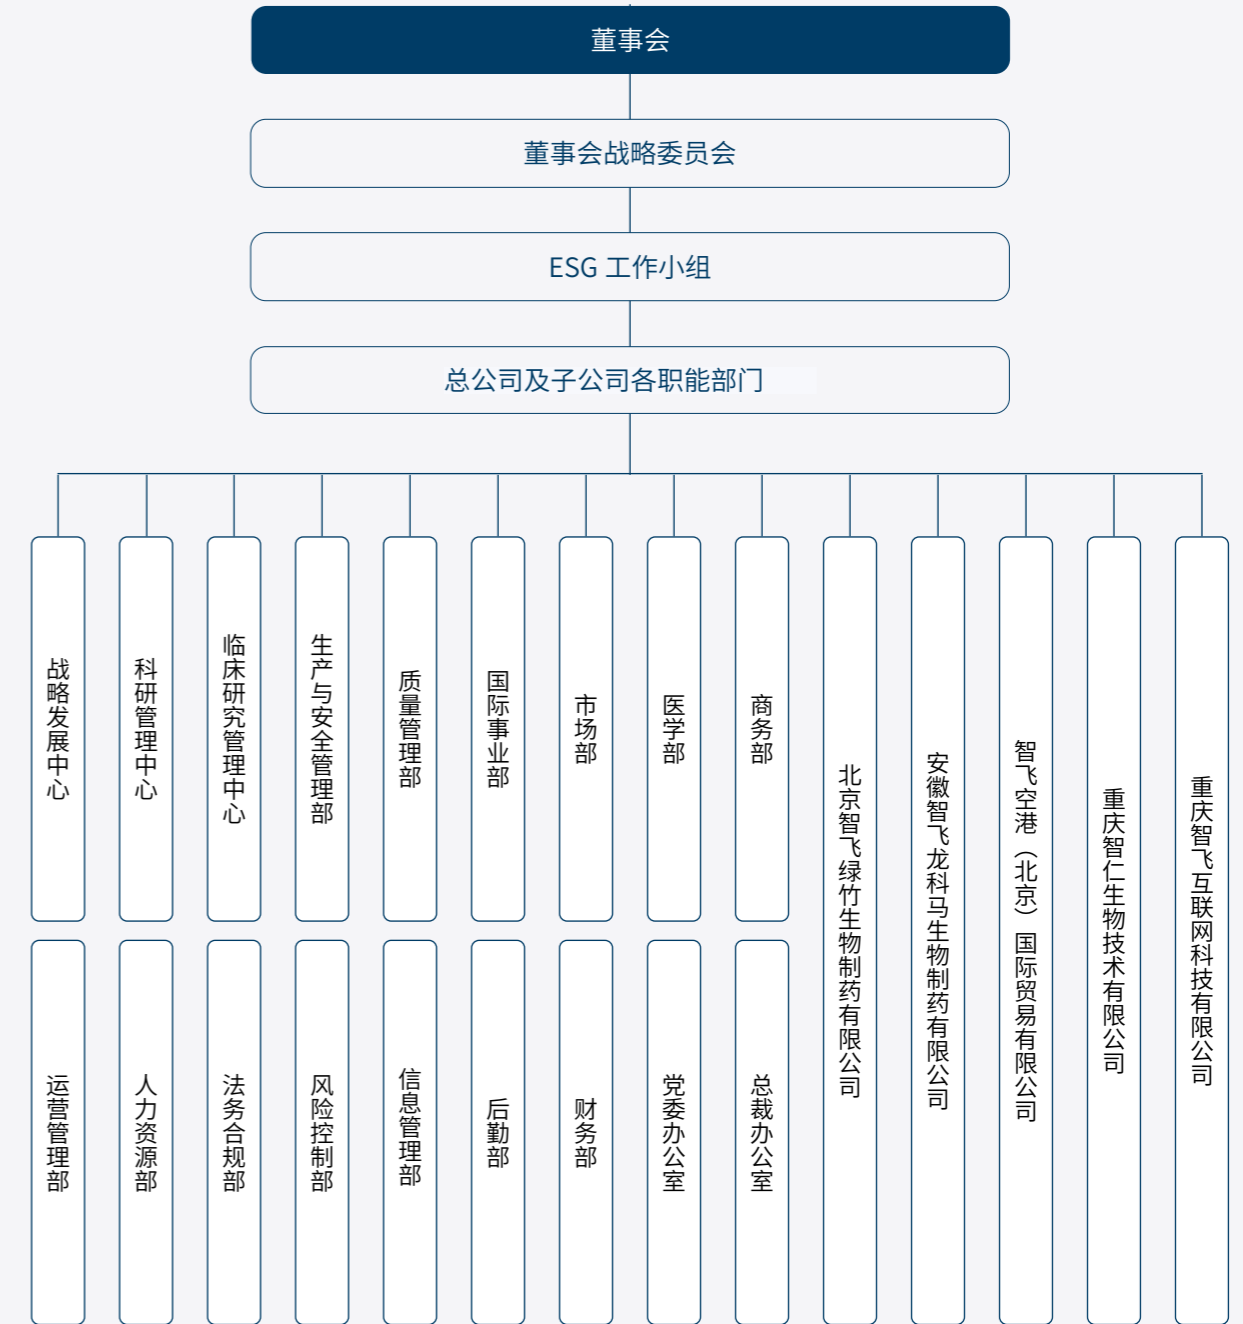 董事会
董事会战略委员会
ESG 工作小组
总公司及子公司各职能部门
战略发展中心
科研管理中心
临床研究管理中心
生产与安全管理部
质量管理部
国际事业部
市场部
医学部
商务部
北京智飞绿竹生物制药有限公司
安徽智飞龙科马生物制药有限公司
智飞空港（北京）国际贸易有限公司
重庆智仁生物技术有限公司
重庆智飞互联网科技有限公司
运营管理部
人力资源部
法务合规部
风险控制部
信息管理部
后勤部
财务部
党委办公室
总裁办公室